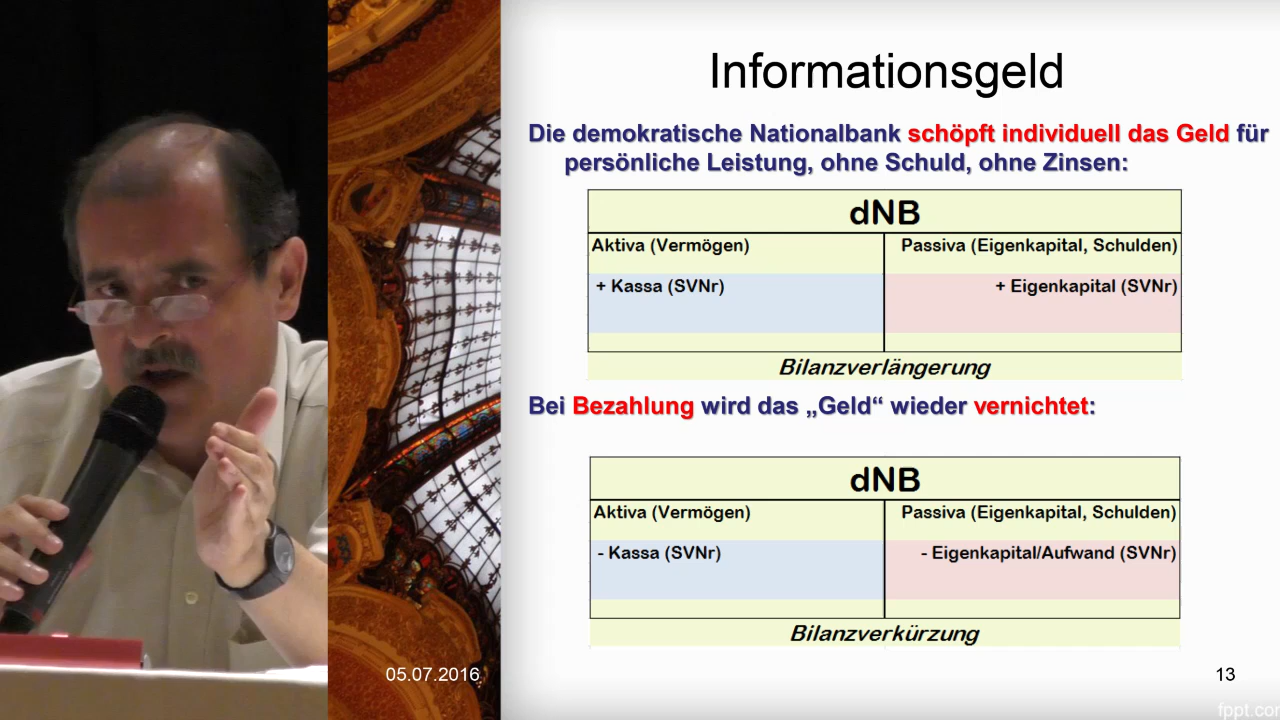 Informationsgeld
Die demokratische Nationalbank schöpft individuell das Geld für
persönliche Leistung, ohne Schuld, ohne Zinsen:
dNB
Aktiva (Vermögen) Passiva (Eigenkapital, Schulden)
+ Kassa (SVNr) + Eigenkapital (SVNr)
Bilanzverlängerung
Bei Bezahlung wird das „Geld“ wieder vernichtet:
dNB
Aktiva (Vermögen) Passiva (Eigenkapital, Schulden)
- Kassa (SVNr) - Eigenkapital/Aufwand (SVNr)
Bilanzverkürzung
05.07.2016 13
fppt.com